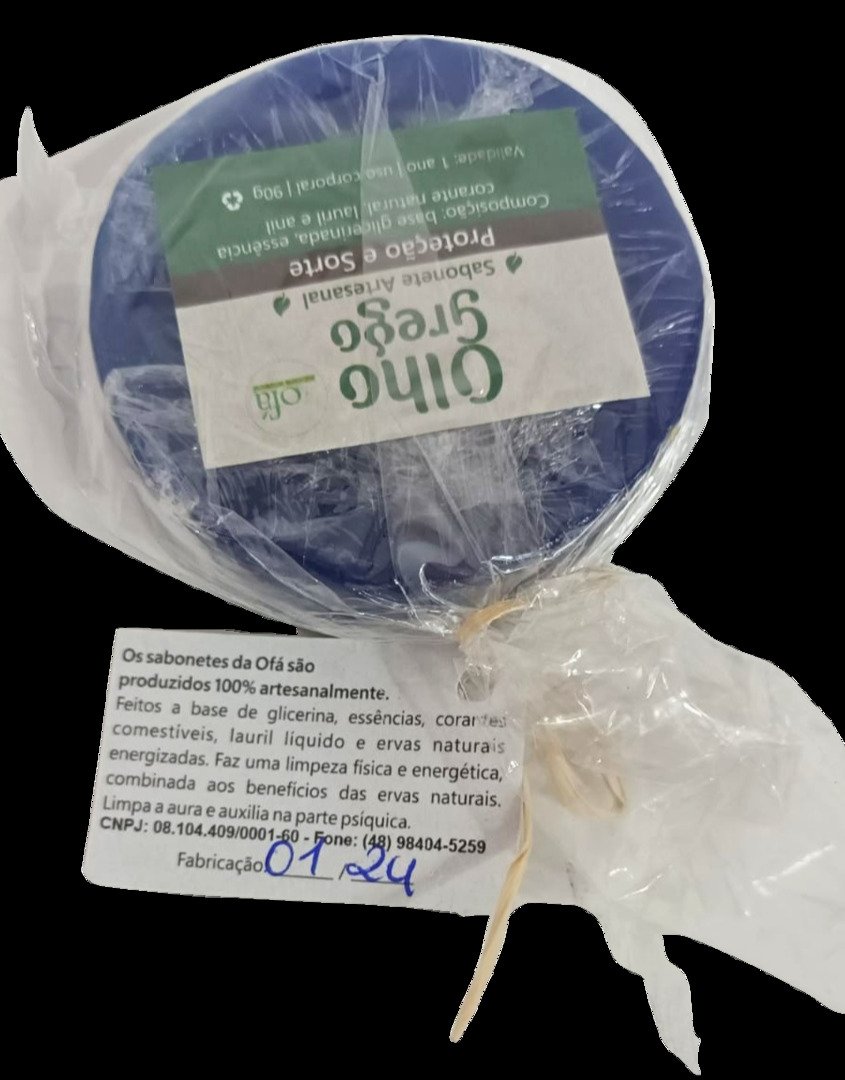 ofá
Olho
grego
Sabonete Artesanal
Proteção e Sorte
Composição: base glicerinada, essência
corante natural, lauril e anil
Validade: 1 ano | uso corporal | 90g
Os sabonetes da Ofá são
produzidos 100% artesanalmente.
Feitos a base de glicerina, essências, corantes
comestíveis, lauril líquido e ervas naturais
energizadas. Faz uma limpeza física e energética,
combinada aos benefícios das ervas naturais.
Limpa a aura e auxilia na parte psíquica.
CNPJ: 08.104.409/0001-60 - Fone: (48) 98404-5259
Fabricação 01/24